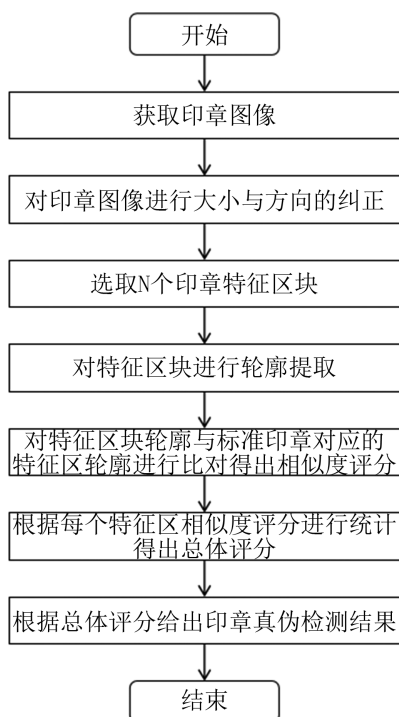 开始
获取印章图像
对印章图像进行大小与方向的纠正
选取N个印章特征区块
对特征区块进行轮廓提取
对特征区块轮廓与标准印章对应的
特征区轮廓进行比对得出相似度评分
根据每个特征区相似度评分进行统计
得出总体评分
根据总体评分给出印章真伪检测结果
结束